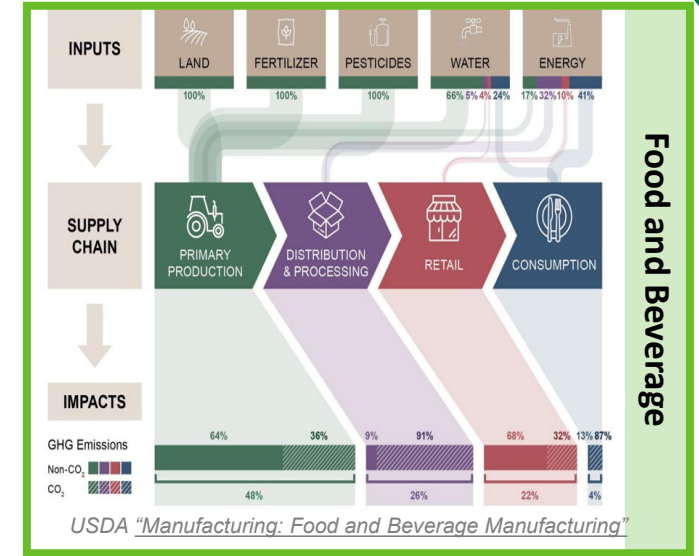 INPUTS
LAND
FERTILIZER
PESTICIDES
WATER
ENERGY
100%
100%
100%
66% 5% 4% 24%
17% 32% 10% 41%
SUPPLY
CHAIN
PRIMARY
PRODUCTION
DISTRIBUTION
& PROCESSING
RETAIL
CONSUMPTION
IMPACTS
GHG Emissions
Non-CO₂
CO₂
64%
36%
9%
91%
68%
32%
13%
87%
48%
26%
22%
4%
USDA “Manufacturing: Food and Beverage Manufacturing”
Food and Beverage